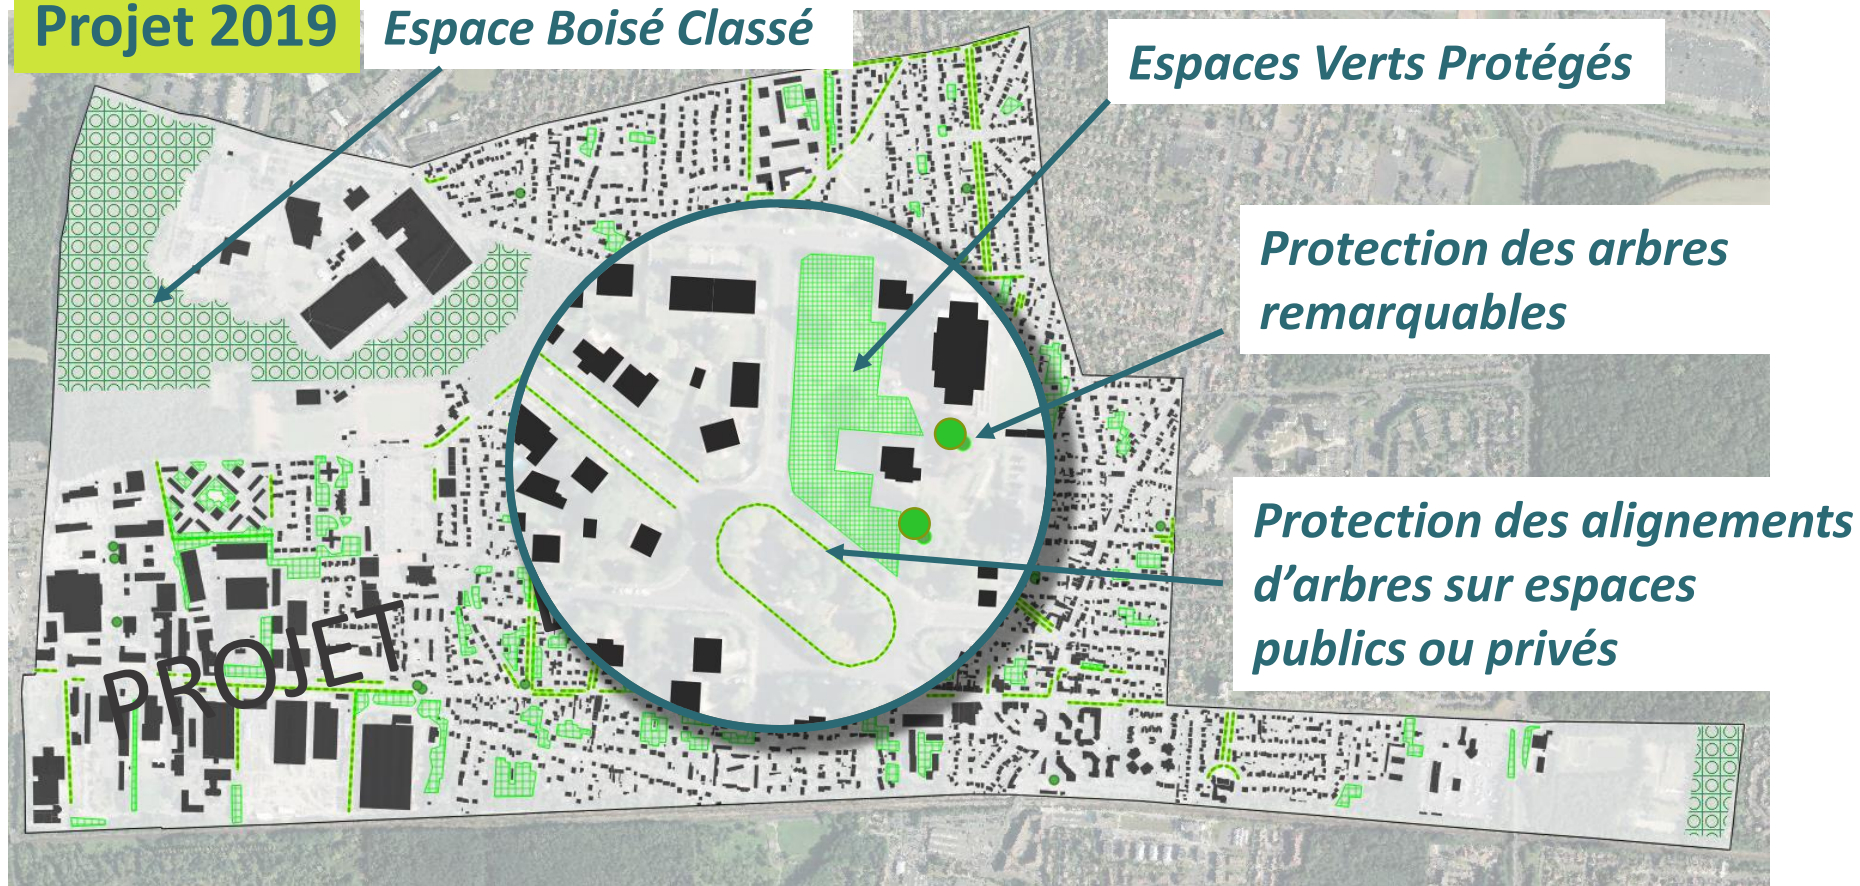 Projet 2019
Espace Boisé Classé
Espaces Verts Protégés
Protection des arbres
remarquables
Protection des alignements
d’arbres sur espaces
publics ou privés
PROJET